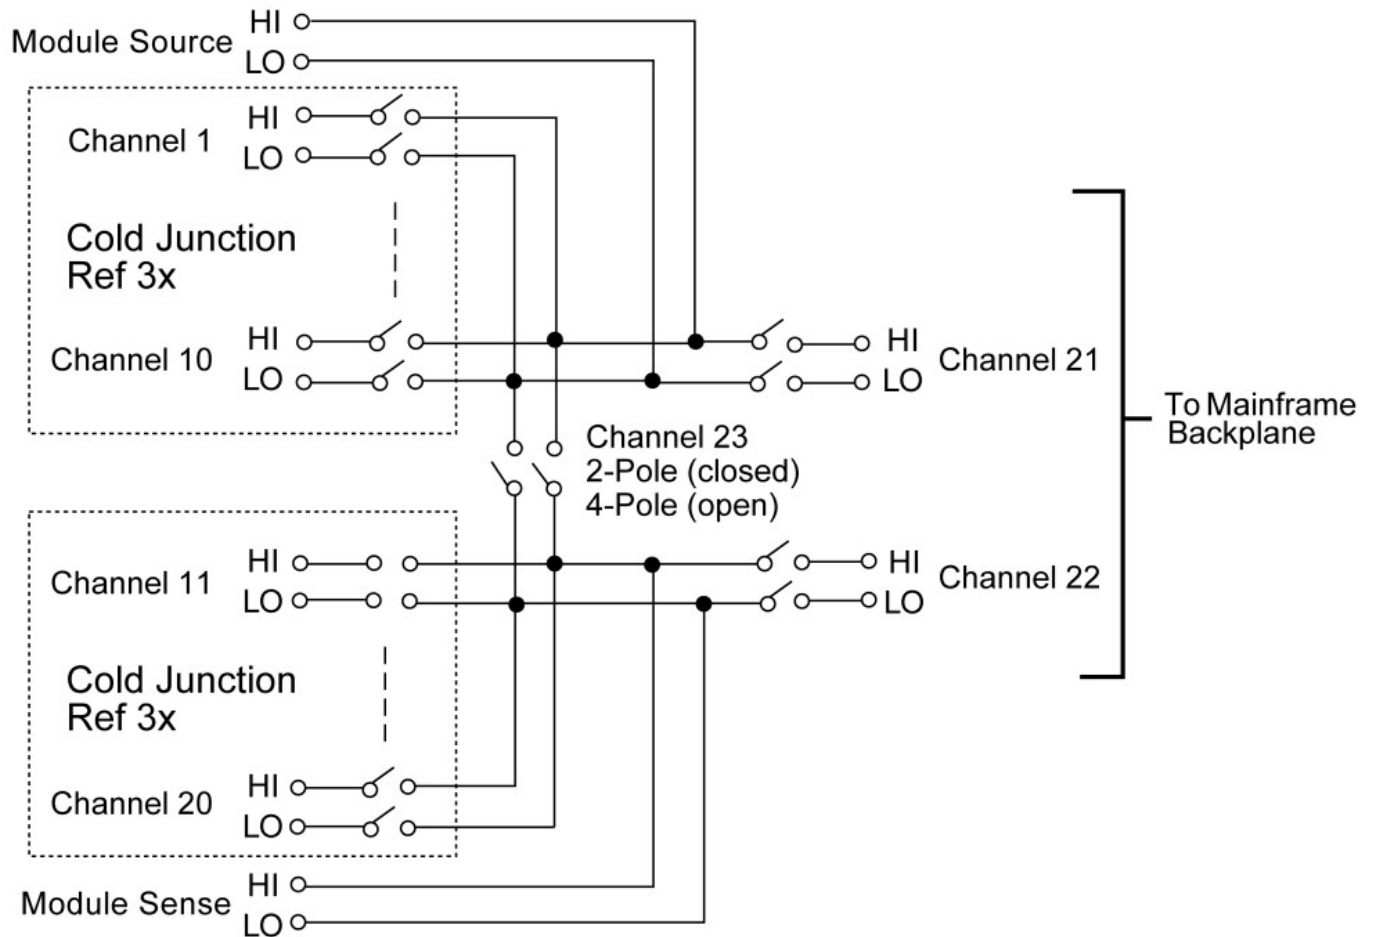 Module Source
HI
LO
Channel 1
HI
LO
Cold Junction
Ref 3x
Channel 10
HI
LO
HI
LO
Channel 21
To Mainframe
Backplane
Channel 23
2-Pole (closed)
4-Pole (open)
Channel 11
HI
LO
HI
LO
Channel 22
Cold Junction
Ref 3x
Channel 20
HI
LO
Module Sense
HI
LO